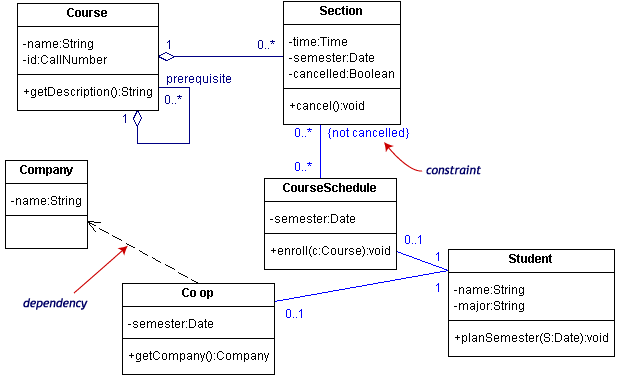 Course
-name:String
-id:CallNumber
+getDescription():String
1
0..*
prerequisite
0..*
1
Section
-time:Time
-semester:Date
-cancelled:Boolean
+cancel():void
0..*
{not cancelled}
constraint
0..*
Company
-name:String
dependency
CourseSchedule
-semester:Date
+enroll(c:Course):void
0..1
1
Student
-name:String
-major:String
+planSemester(S:Date):void
1
0..1
Co op
-semester:Date
+getCompany():Company